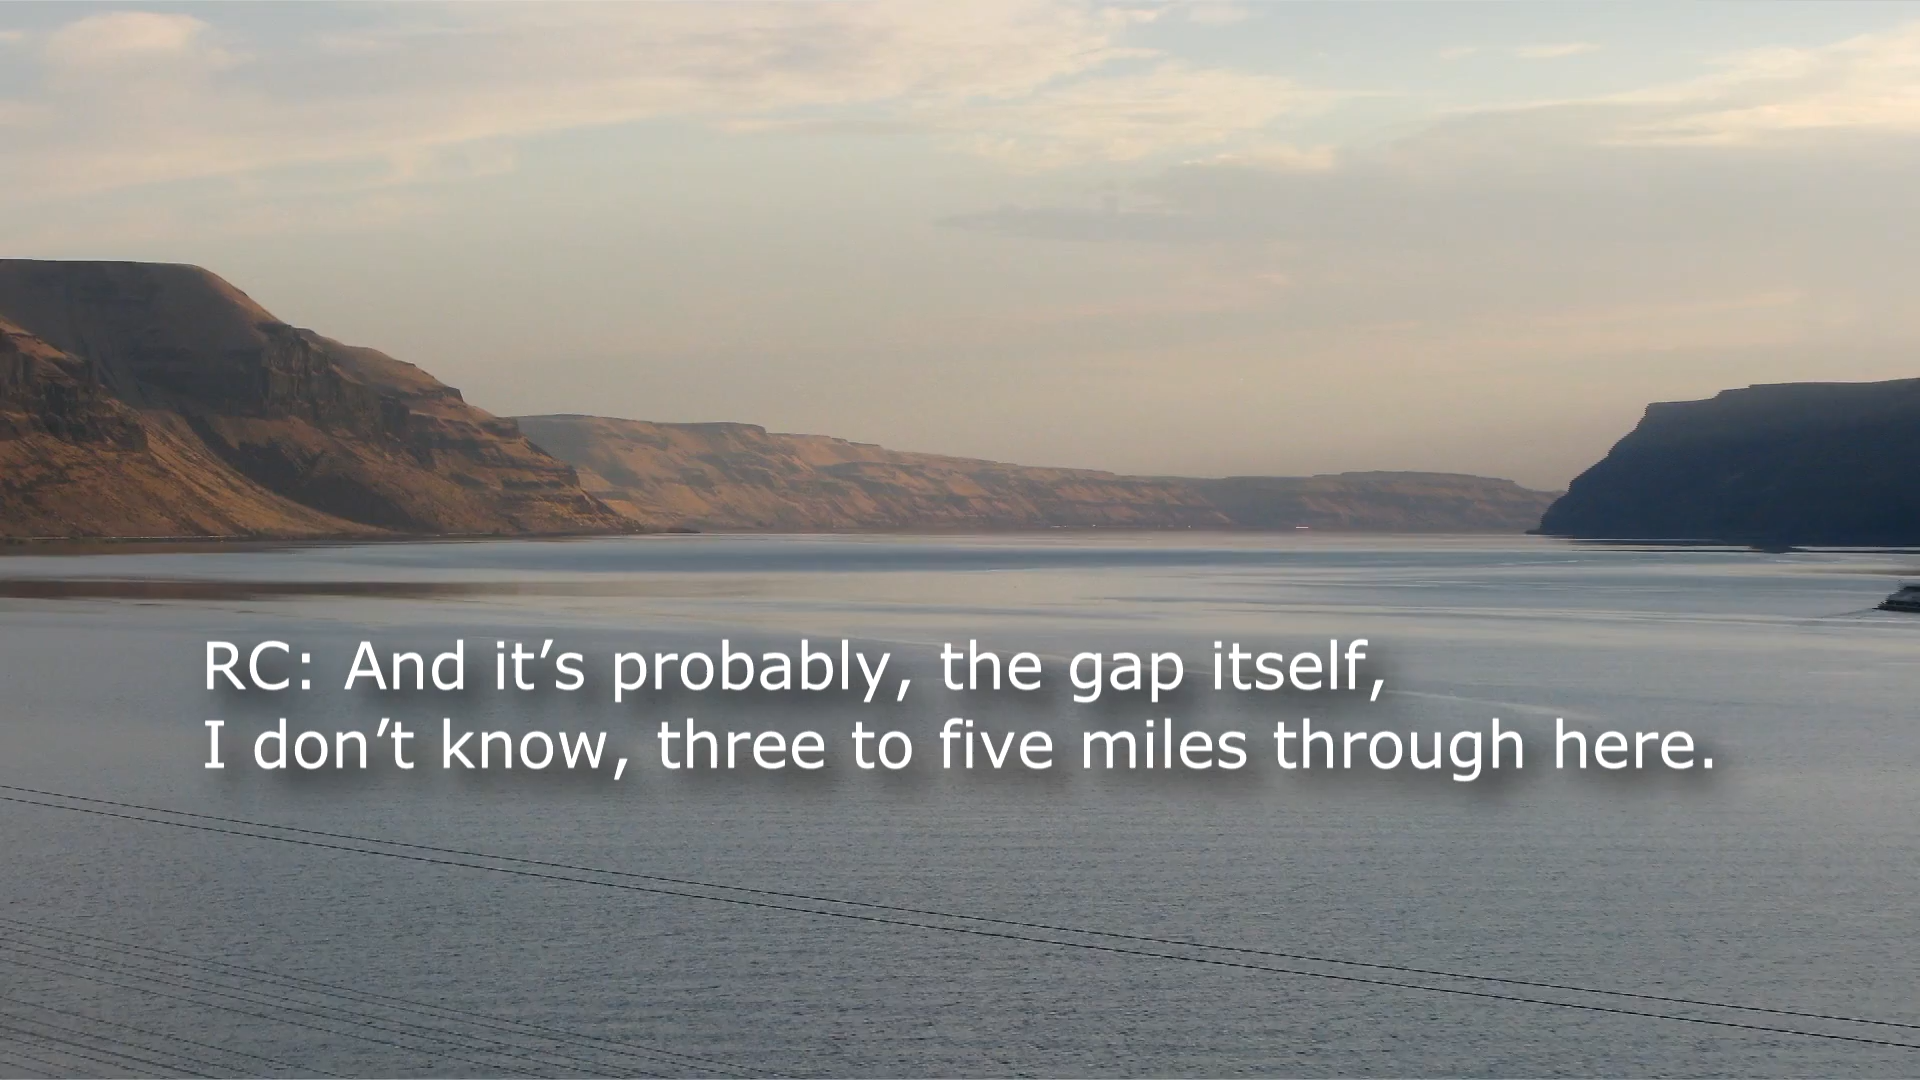 RC: And it’s probably, the gap itself,
I don’t know, three to five miles through here.